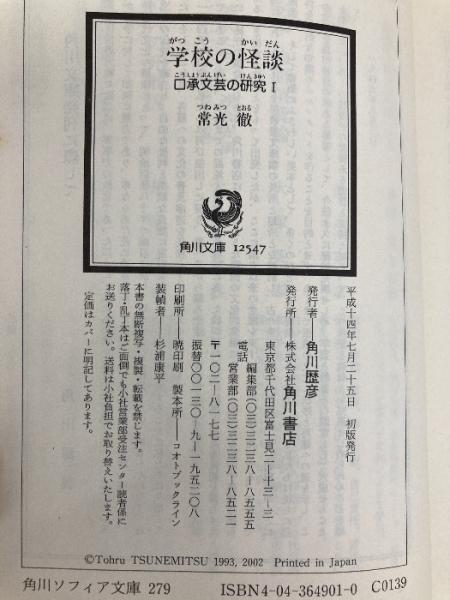 がっこう かいだん
学校の怪談
こうしょうぶんげい けんきゅう
口承文芸の研究 I
つねみつ とおる
常光 徹
角川文庫 12547
平成十四年七月二十五日 初版発行
発行者──角川歴彦
発行所──株式会社角川書店
東京都千代田区富士見二─十三─三
電話 編集部(〇三)三二三八─八五五五
営業部(〇三)三二三八─八五二一
〒一〇二─八一七七
振替〇〇一三〇─九─一九五二〇八
印刷所──暁印刷 製本所──コオトブックライン
装幀者──杉浦康平
本書の無断複写・複製・転載を禁じます。
落丁・乱丁本はご面倒でも小社営業部受注センター読者係に
お送りください。送料は小社負担でお取り替えいたします。
定価はカバーに明記してあります。
©Tohru TSUNEMITSU 1993, 2002 Printed in Japan
角川ソフィア文庫 279
ISBN4-04-364901-0 C0139